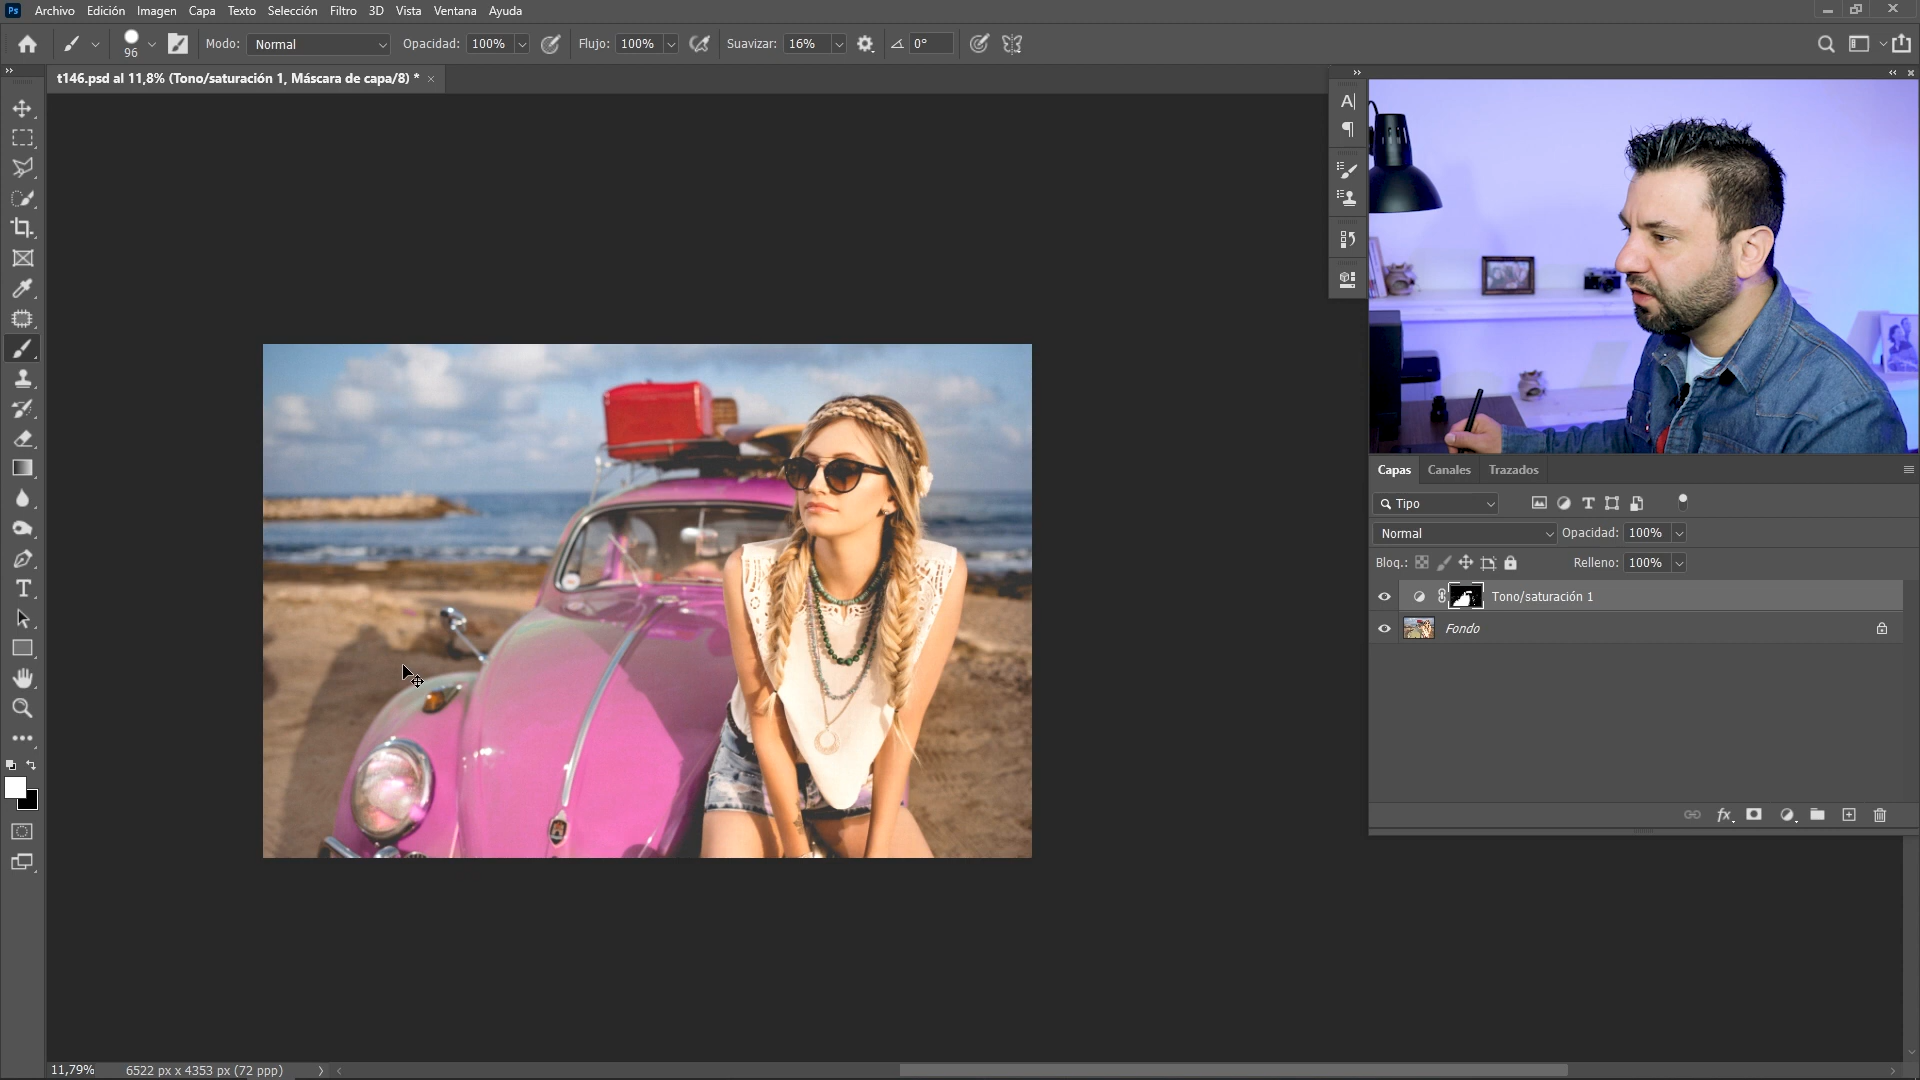 Ps Archivo Edición Imagen Capa Texto Selección Filtro 3D Vista Ventana Ayuda
96 Modo: Normal Opacidad: 100% Flujo: 100% Suavizar: 16% 0°
t146.psd al 11,8% (Tono/saturación 1, Máscara de capa/8) *
Capas Canales Trazados
Tipo
Normal Opacidad: 100%
Bloq.: Relleno: 100%
Tono/saturación 1
Fondo
fx
11,79% 6522 px x 4353 px (72 ppp)